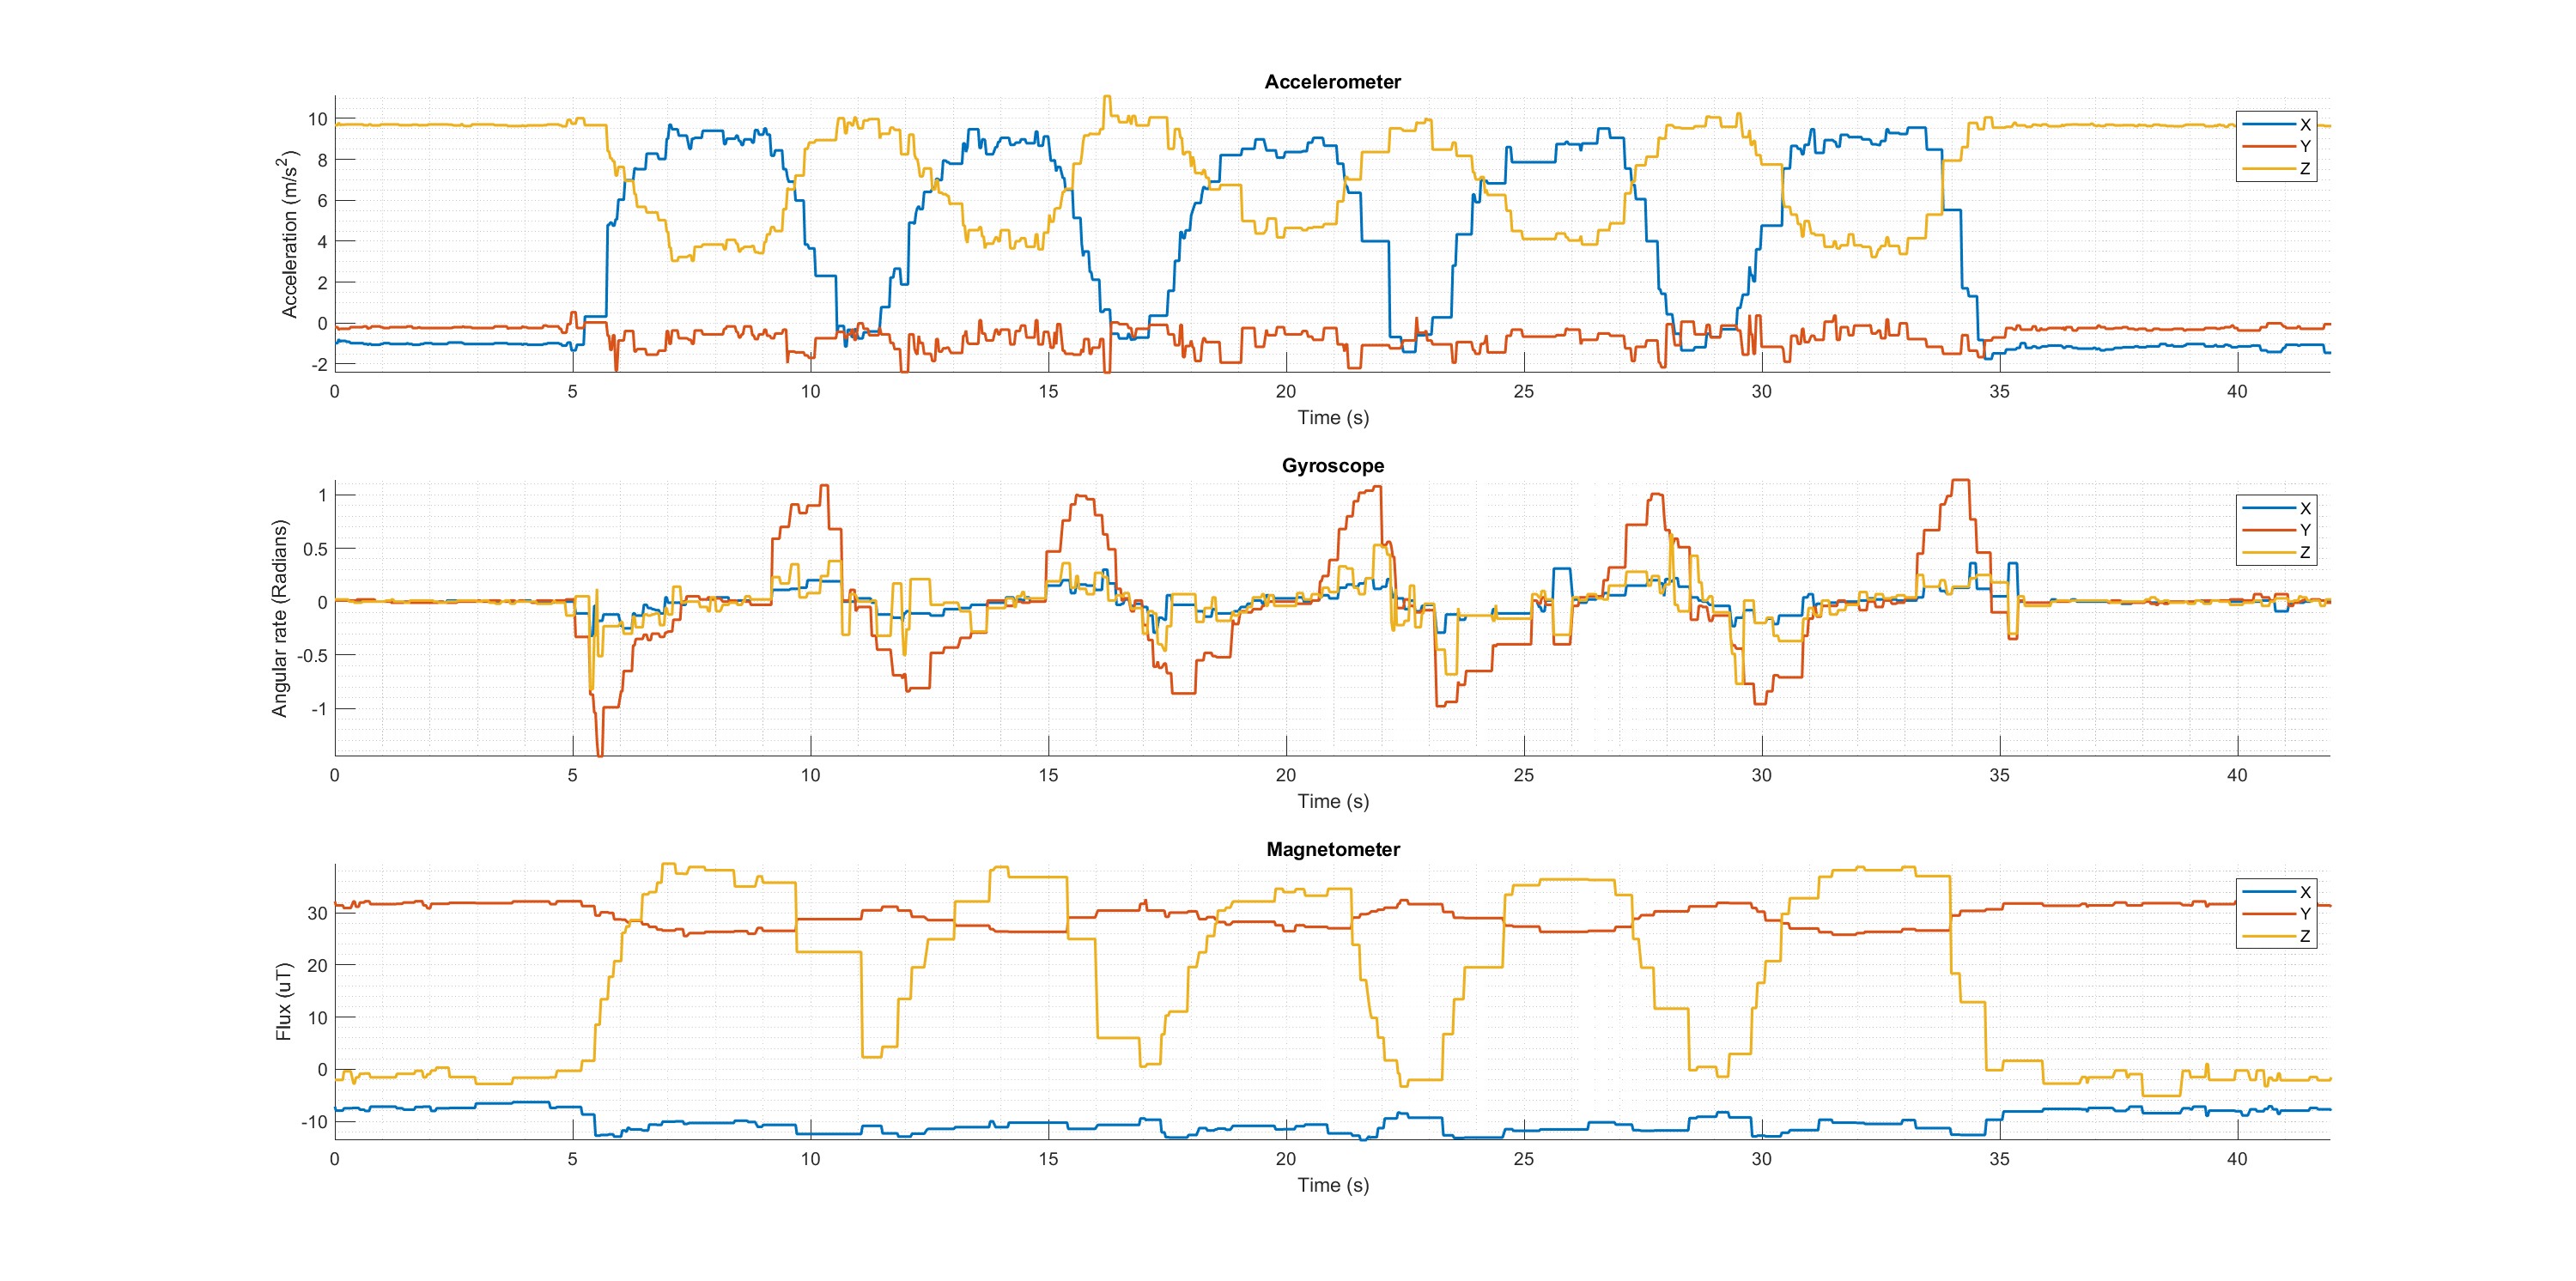 Accelerometer
Acceleration (m/s²)
10
8
6
4
2
0
-2
X
Y
Z
0 5 10 15 20 25 30 35 40
Time (s)
Gyroscope
Angular rate (Radians)
1
0.5
0
-0.5
-1
X
Y
Z
0 5 10 15 20 25 30 35 40
Time (s)
Magnetometer
Flux (uT)
30
20
10
0
-10
X
Y
Z
0 5 10 15 20 25 30 35 40
Time (s)